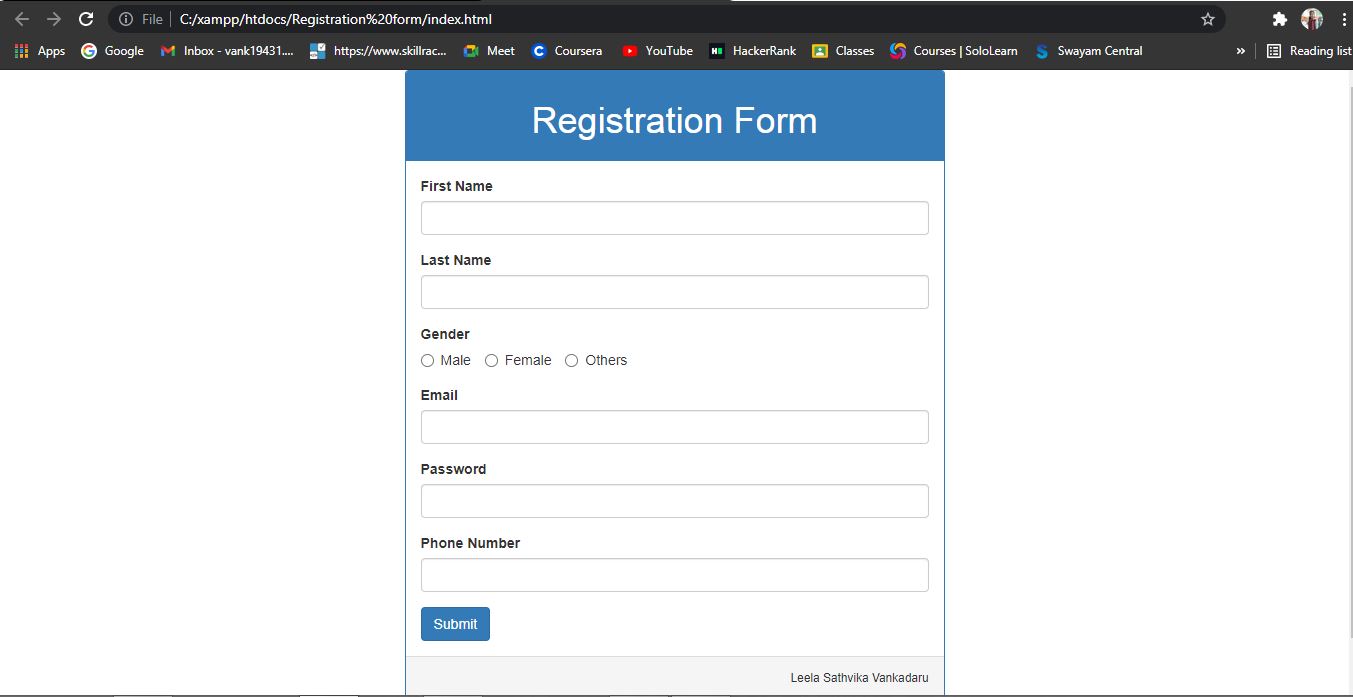 File C:/xampp/htdocs/Registration%20form/index.html
Apps Google Inbox - vank19431.... https://www.skillrac... Meet Coursera YouTube HackerRank Classes Courses | SoloLearn Swayam Central » Reading list
Registration Form
First Name
Last Name
Gender
Male Female Others
Email
Password
Phone Number
Submit
Leela Sathvika Vankadaru